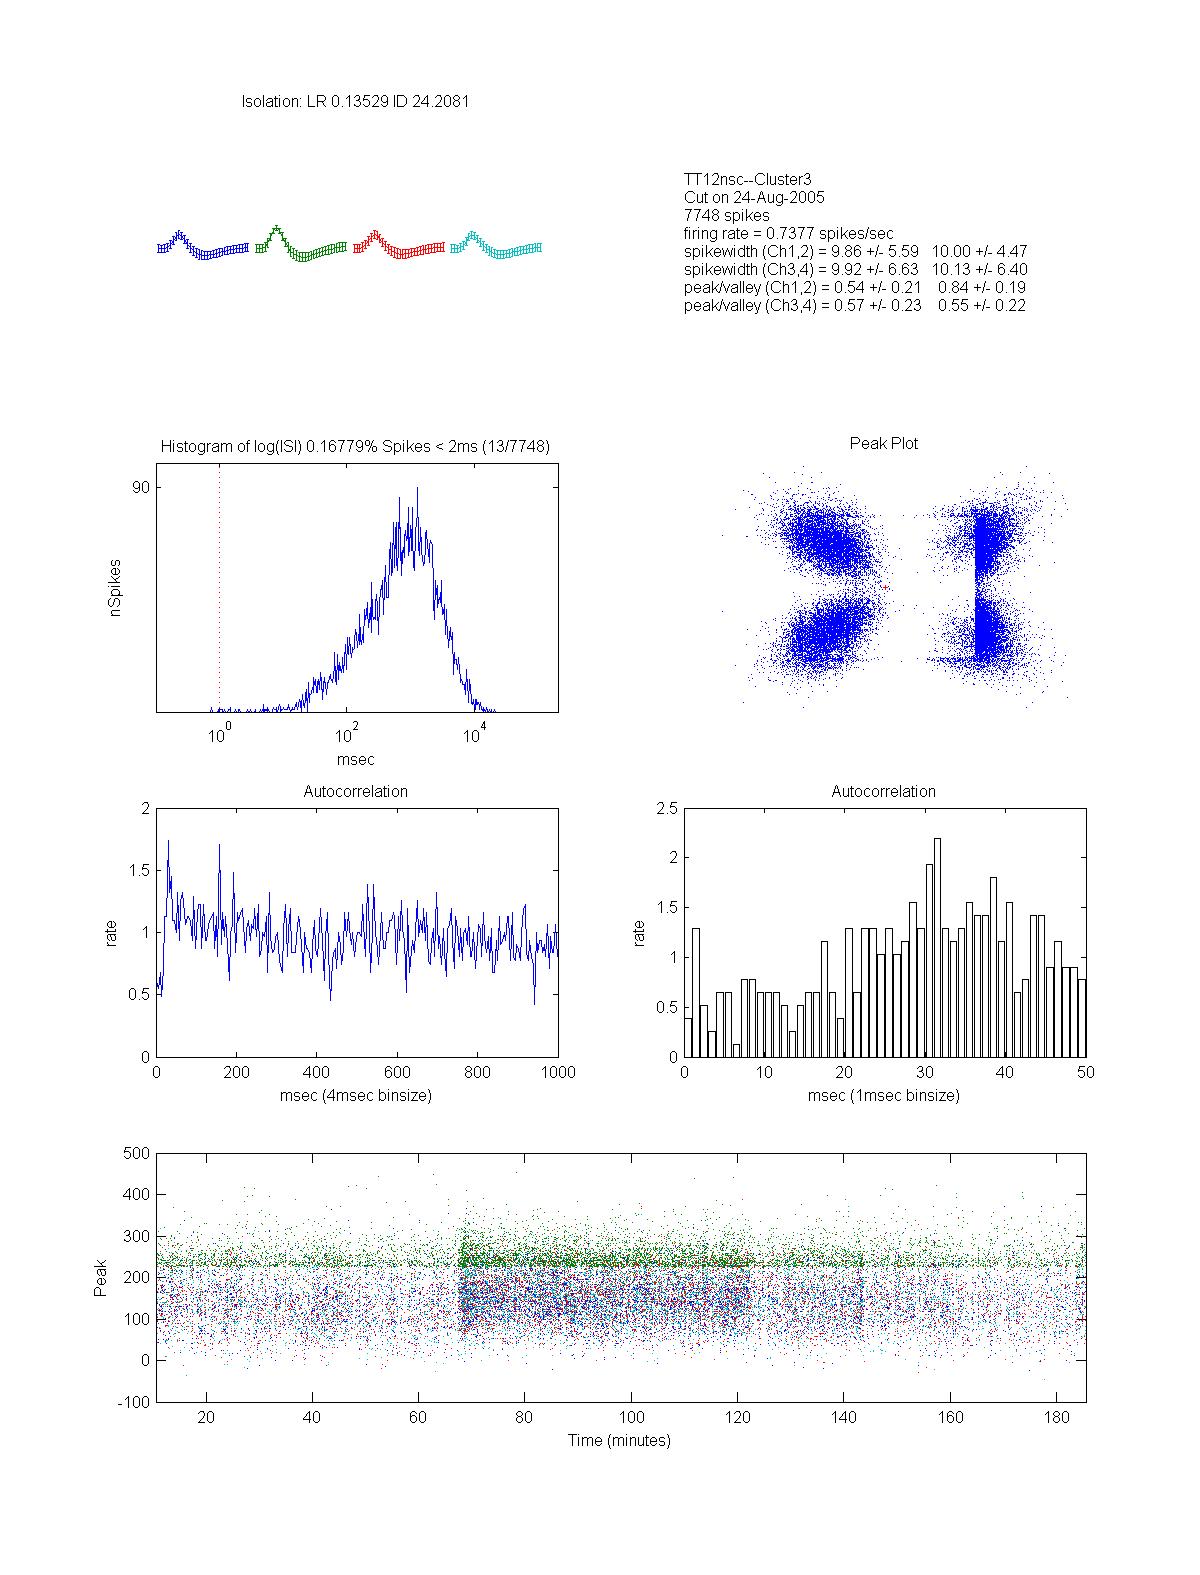 Isolation: LR 0.13529 ID 24.2081
TT12nsc--Cluster3
Cut on 24-Aug-2005
7748 spikes
firing rate = 0.7377 spikes/sec
spikewidth (Ch1,2) = 9.86 +/- 5.59 10.00 +/- 4.47
spikewidth (Ch3,4) = 9.92 +/- 6.63 10.13 +/- 6.40
peak/valley (Ch1,2) = 0.54 +/- 0.21 0.84 +/- 0.19
peak/valley (Ch3,4) = 0.57 +/- 0.23 0.55 +/- 0.22
Histogram of log(ISI) 0.16779% Spikes < 2ms (13/7748)
90
nSpikes
10^0 10^2 10^4
msec
Peak Plot
Autocorrelation
2
1.5
1
0.5
0
rate
0 200 400 600 800 1000
msec (4msec binsize)
Autocorrelation
2.5
2
1.5
1
0.5
0
rate
0 10 20 30 40 50
msec (1msec binsize)
500
400
300
200
100
0
-100
Peak
20 40 60 80 100 120 140 160 180
Time (minutes)